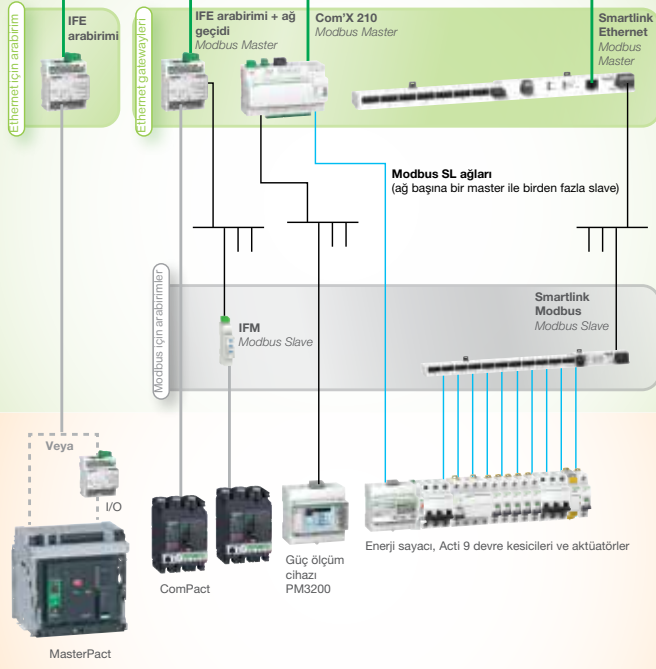 Ethernet için arabirim
IFE
arabirimi
Ethernet gatewayleri
IFE arabirimi + ağ
geçidi
Modbus Master
Com'X 210
Modbus Master
Smartlink
Ethernet
Modbus
Master
Modbus SL ağları
(ağ başına bir master ile birden fazla slave)
Modbus için arabirimler
IFM
Modbus Slave
Smartlink
Modbus
Modbus Slave
Veya
I/O
MasterPact
ComPact
Güç ölçüm
cihazı
PM3200
Enerji sayacı, Acti 9 devre kesicileri ve aktüatörler